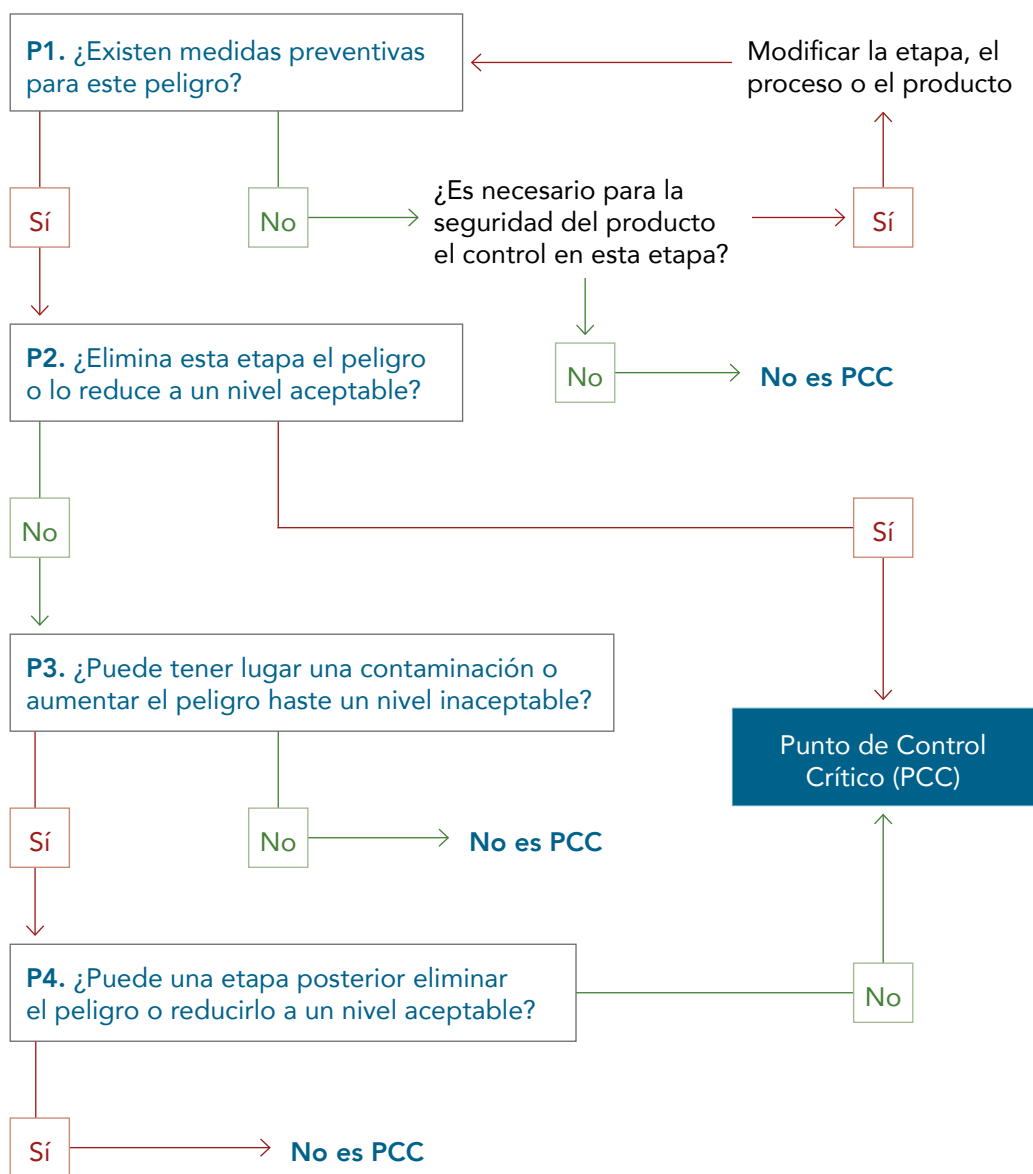 P1. ¿Existen medidas preventivas
para este peligro?
Modificar la etapa, el
proceso o el producto
Sí
No
¿Es necesario para la
seguridad del producto
el control en esta etapa?
Sí
P2. ¿Elimina esta etapa el peligro
o lo reduce a un nivel aceptable?
No
No es PCC
No
Sí
P3. ¿Puede tener lugar una contaminación o
aumentar el peligro haste un nivel inaceptable?
Punto de Control
Crítico (PCC)
Sí
No
No es PCC
P4. ¿Puede una etapa posterior eliminar
el peligro o reducirlo a un nivel aceptable?
No
Sí
No es PCC